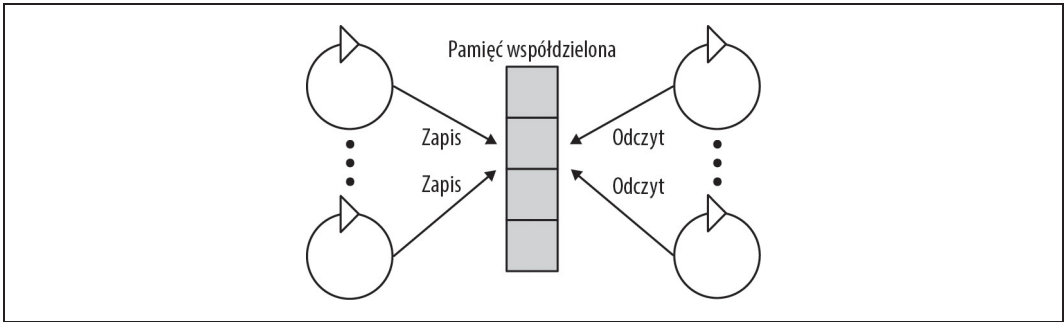 Pamięć współdzielona
Zapis
Odczyt
Zapis
Odczyt